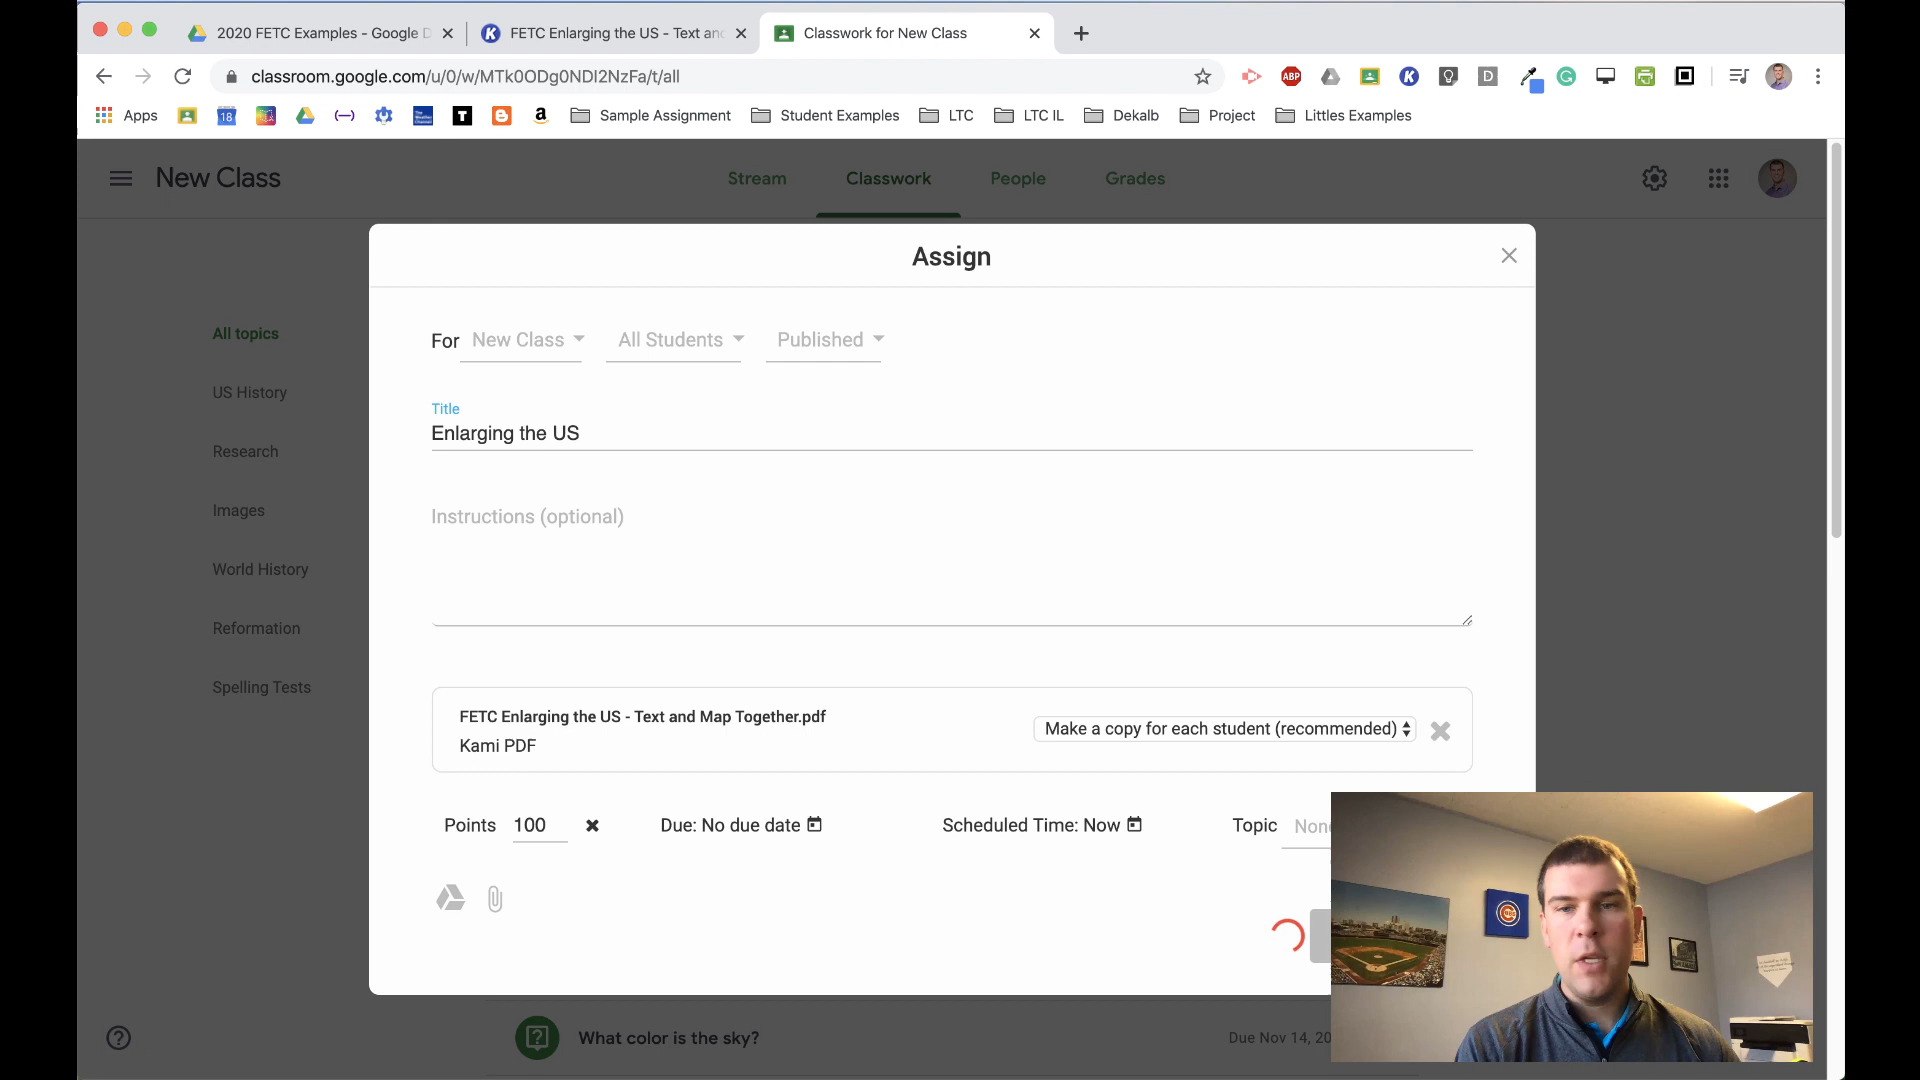 2020 FETC Examples - Google D
FETC Enlarging the US - Text an
Classwork for New Class
classroom.google.com/u/0/w/MTk0ODg0NDI2NzFa/t/all
ABP
K
D
Apps
18
T
a
Sample Assignment
Student Examples
LTC
LTC IL
Dekalb
Project
Littles Examples
New Class
Stream
Classwork
People
Grades
Assign
All topics
US History
Research
Images
World History
Reformation
Spelling Tests
For New Class All Students Published
Title
Enlarging the US
Instructions (optional)
FETC Enlarging the US - Text and Map Together.pdf
Kami PDF
Make a copy for each student (recommended)
Points 100
Due: No due date
Scheduled Time: Now
Topic None
What color is the sky?
Due Nov 14, 20